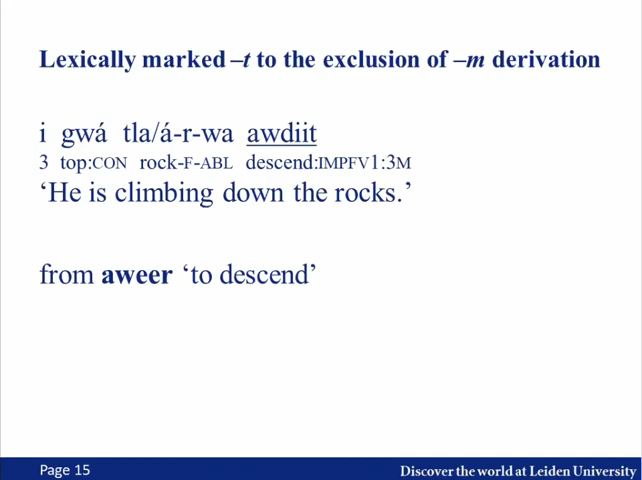 Lexically marked –t to the exclusion of –m derivation
i gwá tla/á-r-wa awdiit
3 top:CON rock-F-ABL descend:IMPFV1:3M
‘He is climbing down the rocks.’
from aweer ‘to descend’
Page 15
Discover the world at Leiden University